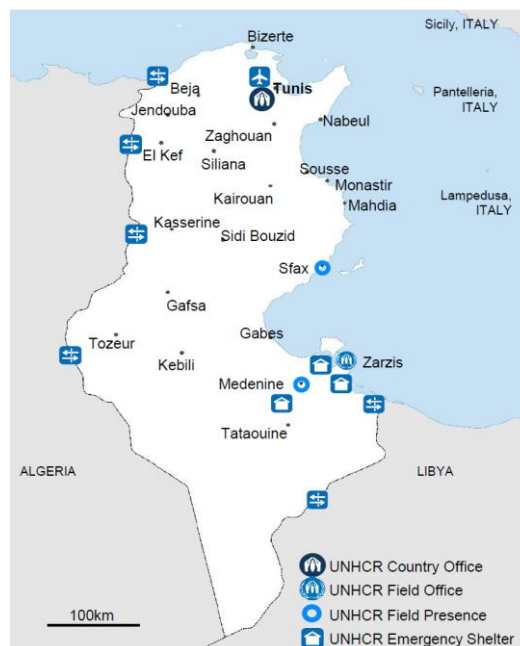 Sicily, ITALY
Bizerte
Beja
Tunis
Pantelleria,
ITALY
Jendouba
Nabeul
Zaghouan
El Kef
Siliana
Sousse
Monastir
Kairouan
Lampedusa,
ITALY
Mahdia
Kasserine
Sidi Bouzid
Sfax
Gafsa
Gabes
Tozeur
Zarzis
Kebili
Medenine
Tataouine
ALGERIA
LIBYA
UNHCR Country Office
UNHCR Field Office
UNHCR Field Presence
100km
UNHCR Emergency Shelter